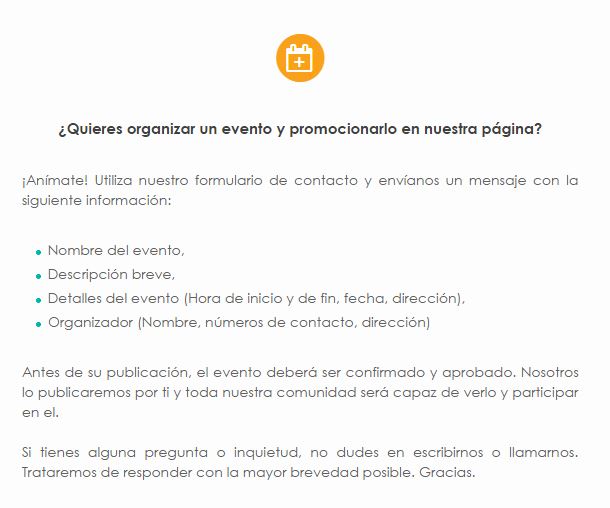 ¿Quieres organizar un evento y promocionarlo en nuestra página?
¡Anímate! Utiliza nuestro formulario de contacto y envíanos un mensaje con la
siguiente información:
Nombre del evento,
Descripción breve,
Detalles del evento (Hora de inicio y de fin, fecha, dirección),
Organizador (Nombre, números de contacto, dirección)
Antes de su publicación, el evento deberá ser confirmado y aprobado. Nosotros
lo publicaremos por ti y toda nuestra comunidad será capaz de verlo y participar
en el.
Si tienes alguna pregunta o inquietud, no dudes en escribirnos o llamarnos.
Trataremos de responder con la mayor brevedad posible. Gracias.